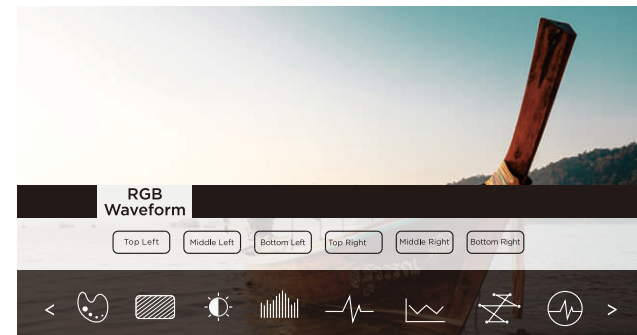 RGB
Waveform
Top Left
Middle Left
Bottom Left
Top Right
Middle Right
Bottom Right
<
>